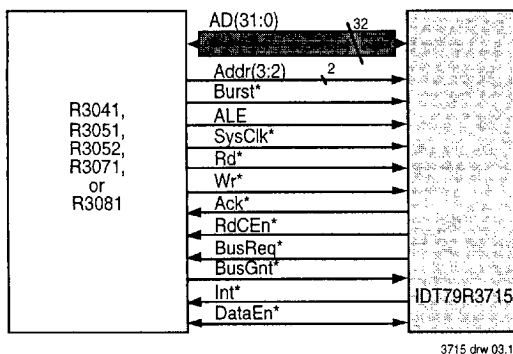 AD(31:0)
32
Addr(3:2)
2
Burst*
ALE
SysClk*
Rd*
Wr*
Ack*
RdCEn*
BusReq*
BusGnt*
Int*
DataEn*
R3041,
R3051,
R3052,
R3071,
or
R3081
IDT79R3715
3715 drw 03.1